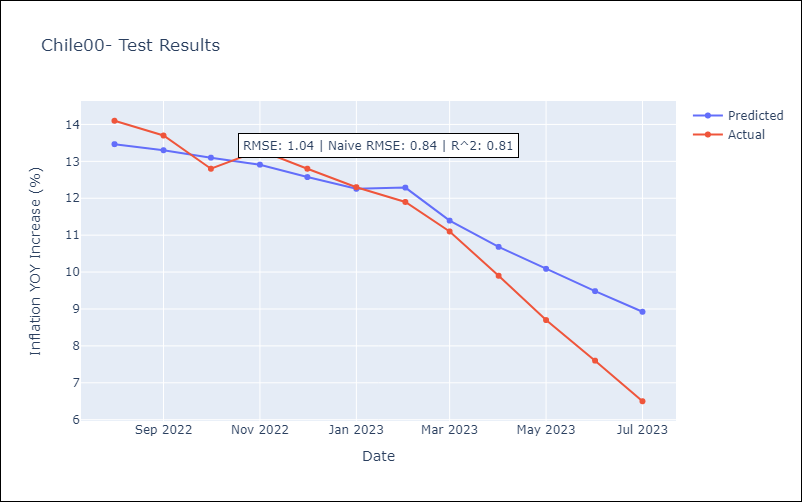 Chile00- Test Results
Predicted
Actual
RMSE: 1.04 | Naive RMSE: 0.84 | R^2: 0.81
Inflation YOY Increase (%)
14
13
12
11
10
9
8
7
6
Sep 2022
Nov 2022
Jan 2023
Mar 2023
May 2023
Jul 2023
Date